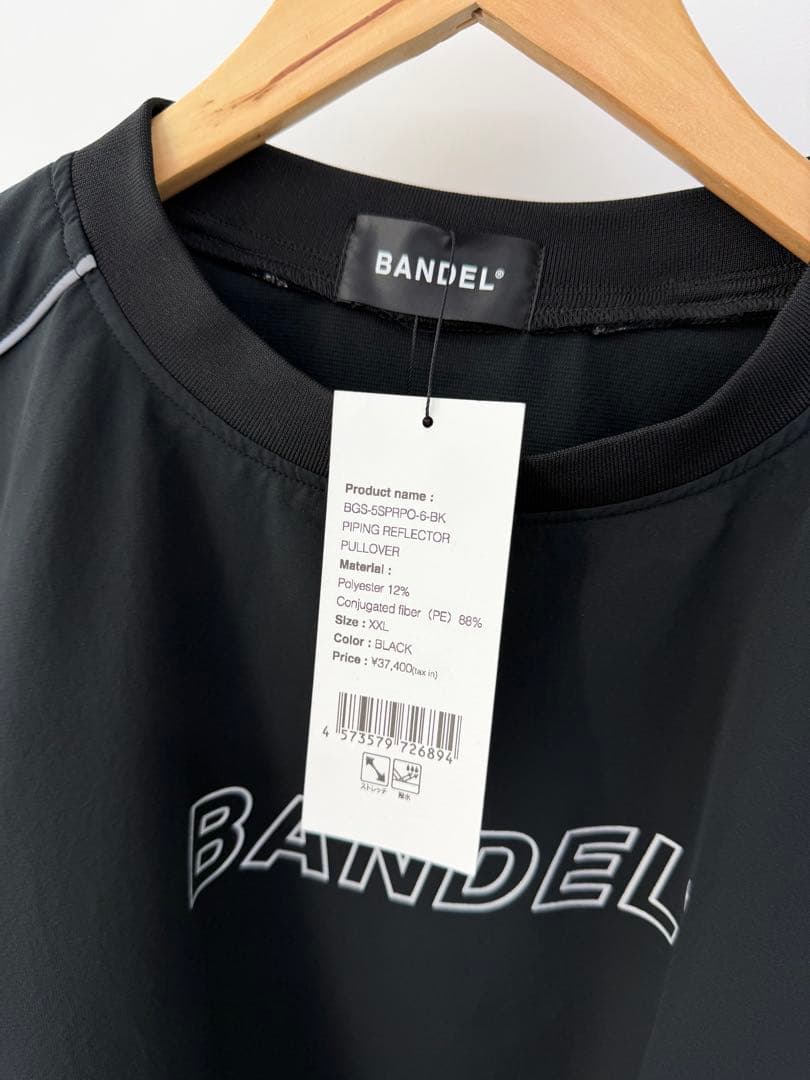 BANDEL®
Product name :
BGS-5SPRPO-6-BK
PIPING REFLECTOR
PULLOVER
Material :
Polyester 12%
Conjugated fiber (PE) 88%
Size : XXL
Color : BLACK
Price : ¥37,400(tax in)
4 573579 726894
ストレッチ 撥水
BANDEL